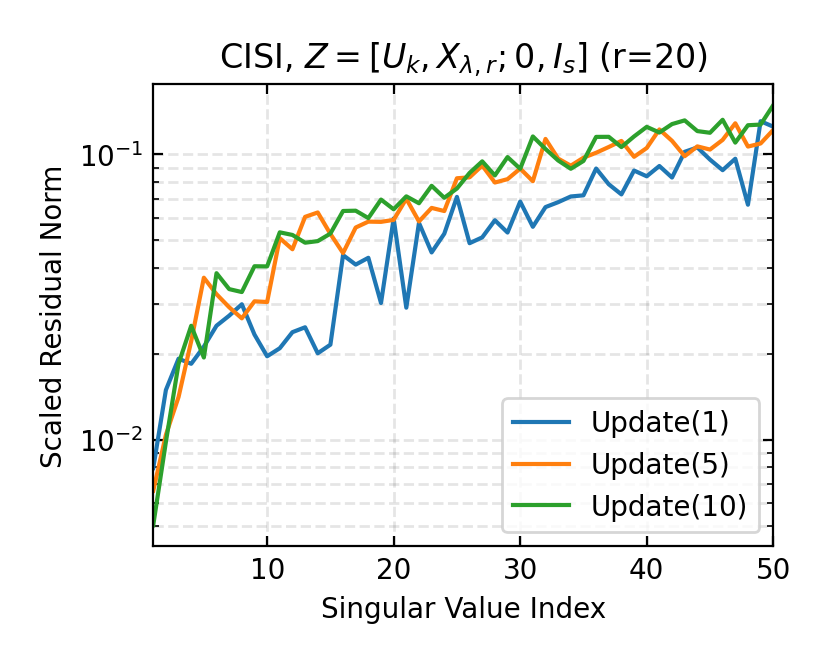 CISI, $Z = [U_k, X_{\lambda, r}; 0, I_s]$ (r=20)
Scaled Residual Norm
$10^{-1}$
$10^{-2}$
Update(1)
Update(5)
Update(10)
10 20 30 40 50
Singular Value Index